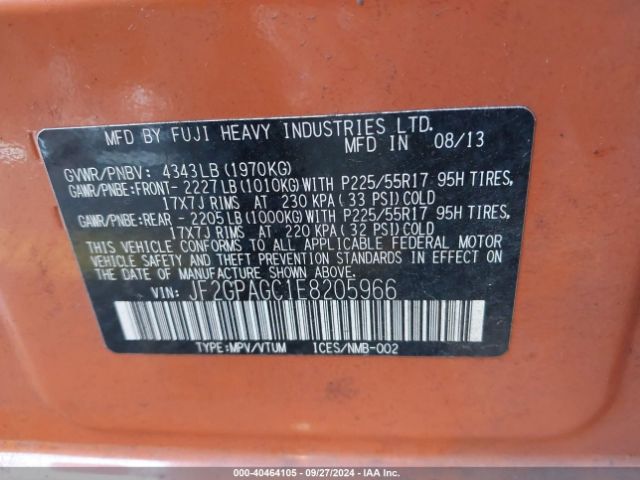 MFD BY FUJI HEAVY INDUSTRIES LTD.
MFD IN 08/13
GVWR/PNBV: 4343LB(1970KG)
GAWR/PNBE:FRONT- 2227LB(1010KG)WITH P225/55R17 95H TIRES,
17X7J RIMS AT 230 KPA (33 PSI)COLD
GAWR/PNBE:REAR - 2205LB(1000KG)WITH P225/55R17 95H TIRES,
17X7J RIMS AT 220 KPA (32 PSI)COLD
THIS VEHICLE CONFORMS TO ALL APPLICABLE FEDERAL MOTOR
VEHICLE SAFETY AND THEFT PREVENTION STANDARDS IN EFFECT
ON THE DATE OF MANUFACTURE SHOWN ABOVE.
VIN: JF2GPAGC1E8205966
TYPE:MPV/VTUM ICES/NMB-002
000-40464105 - 09/27/2024 - IAA Inc.